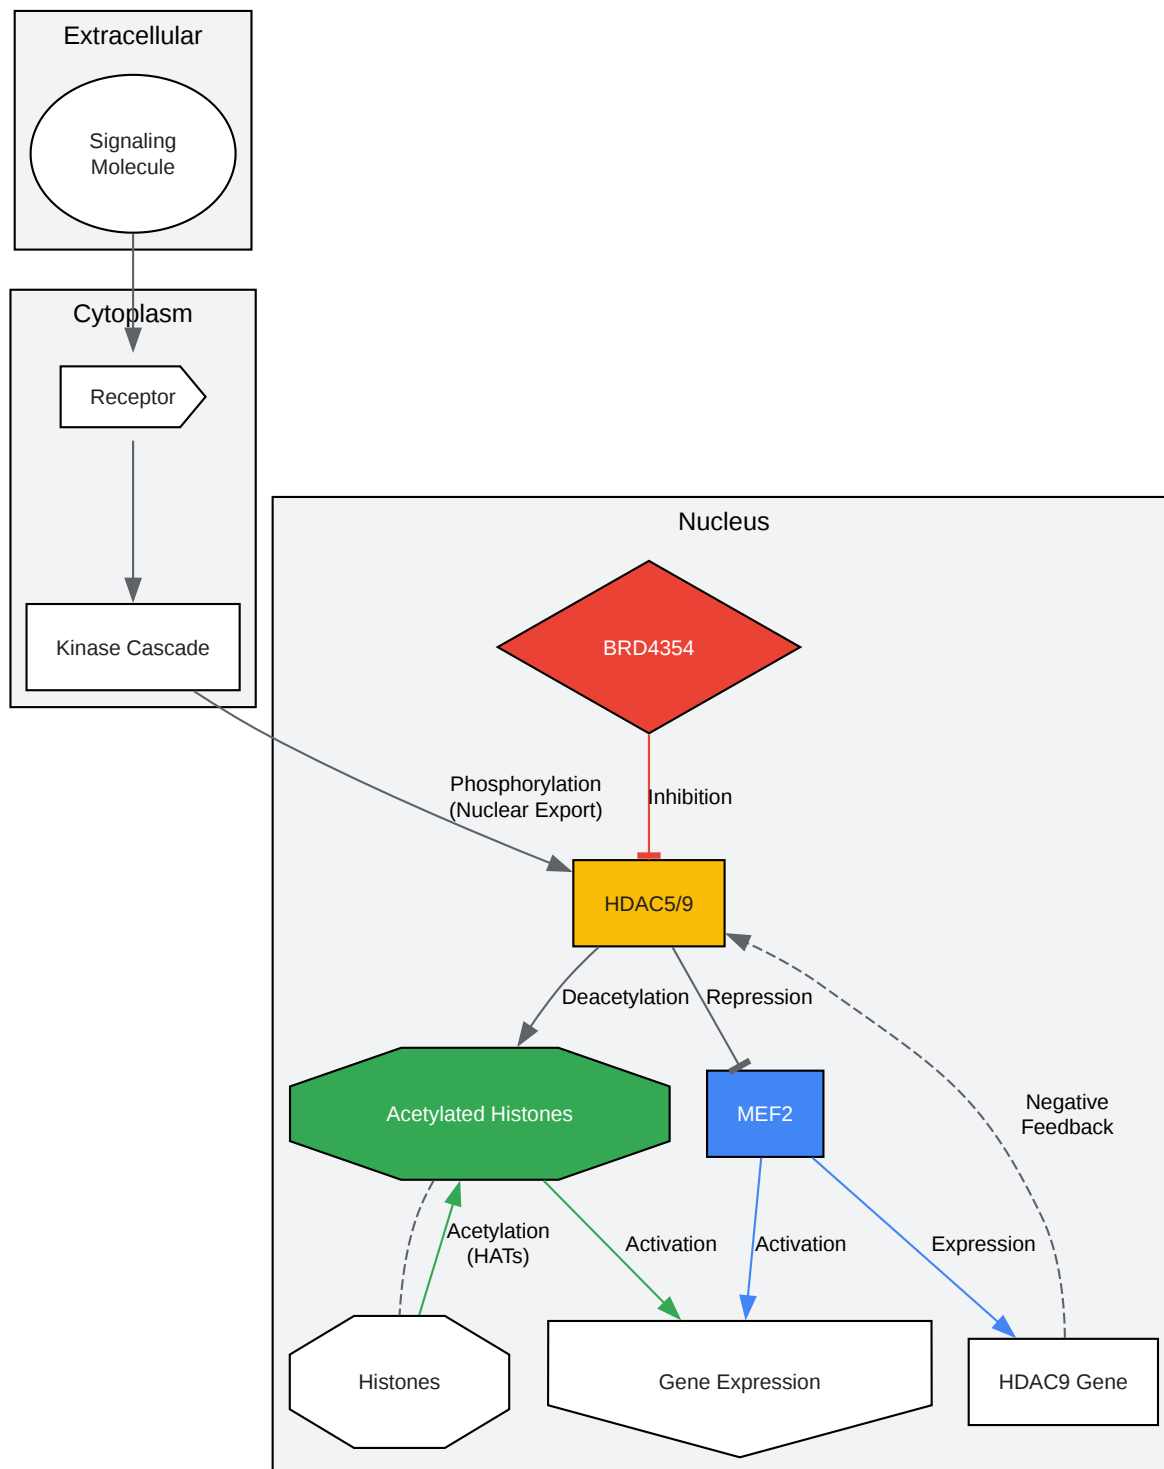 Extracellular
Signaling
Molecule
Cytoplasm
Receptor
Kinase Cascade
Nucleus
BRD4354
Phosphorylation
(Nuclear Export)
Inhibition
HDAC5/9
Deacetylation
Repression
Acetylated Histones
MEF2
Negative
Feedback
Acetylation
(HATs)
Activation
Activation
Expression
Histones
Gene Expression
HDAC9 Gene